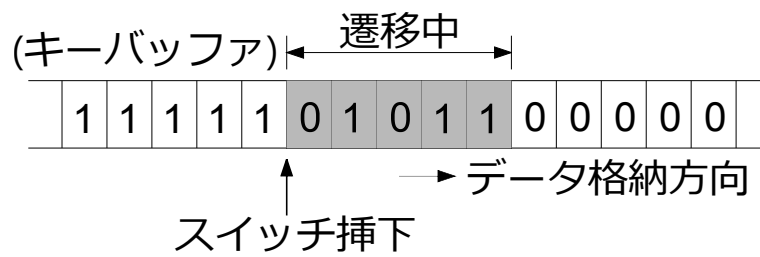 遷移中
(キーバッファ)
1 1 1 1 1 0 1 0 1 1 0 0 0 0 0
データ格納方向
スイッチ挿下